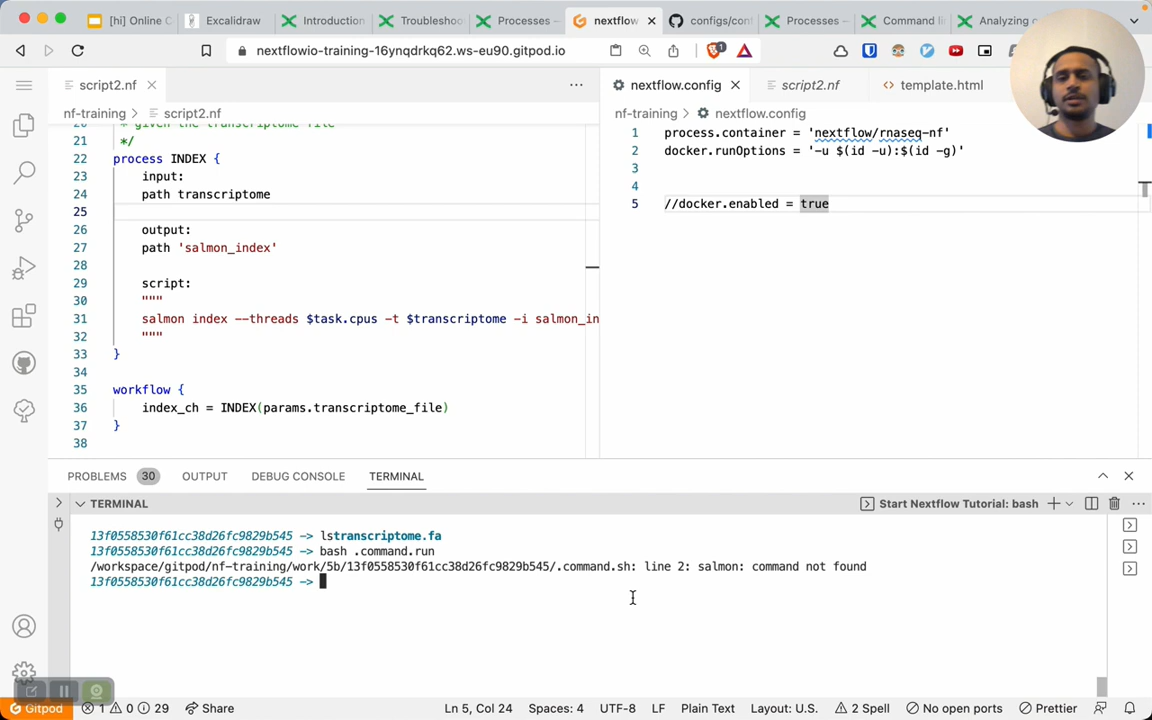 [hi] Online C
Excalidraw
Introduction
Troubleshoo
Processes –
nextflow
configs/con
Processes –
Command li
Analyzing
nextflowio-training-16ynqdrkq62.ws-eu90.gitpod.io
1
script2.nf
nextflow.config
script2.nf
template.html
nf-training > script2.nf
nf-training > nextflow.config
20 * given the transcriptome file
21 */
22 process INDEX {
23 input:
24 path transcriptome
25
26 output:
27 path 'salmon_index'
28
29 script:
30 """
31 salmon index --threads $task.cpus -t $transcriptome -i salmon_in
32 """
33 }
34
35 workflow {
36 index_ch = INDEX(params.transcriptome_file)
37 }
38
1 process.container = 'nextflow/rnaseq-nf'
2 docker.runOptions = '-u $(id -u):$(id -g)'
3
4
5 //docker.enabled = true
PROBLEMS 30 OUTPUT DEBUG CONSOLE TERMINAL
TERMINAL
Start Nextflow Tutorial: bash
13f0558530f61cc38d26fc9829b545 -> lstranscriptome.fa
13f0558530f61cc38d26fc9829b545 -> bash .command.run
/workspace/gitpod/nf-training/work/5b/13f0558530f61cc38d26fc9829b545/.command.sh: line 2: salmon: command not found
13f0558530f61cc38d26fc9829b545 ->
Gitpod 1 0 29 Share Ln 5, Col 24 Spaces: 4 UTF-8 LF Plain Text Layout: U.S. 2 Spell No open ports Prettier